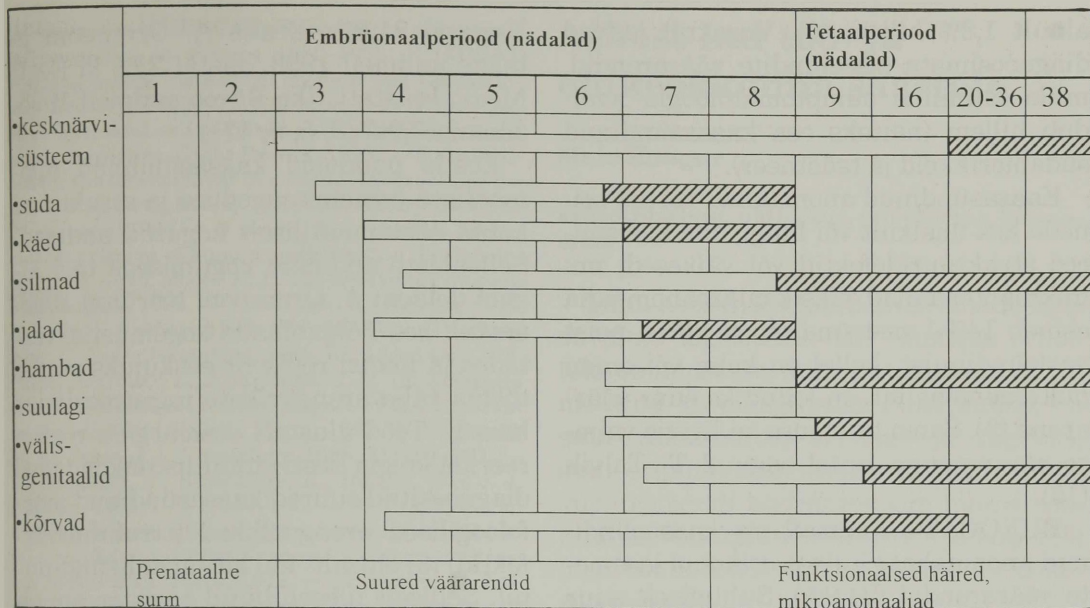 Embrüonaalperiood (nädalad) Fetaalperiood
(nädalad)
1 2 3 4 5 6 7 8 9 16 20-36 38
•kesknärvi-
süsteem
•süda
•käed
•silmad
•jalad
•hambad
•suulagi
•välis-
genitaalid
•kõrvad
Prenataalne Suured väärarendid Funktsionaalsed häired,
surm mikroanomaaljad